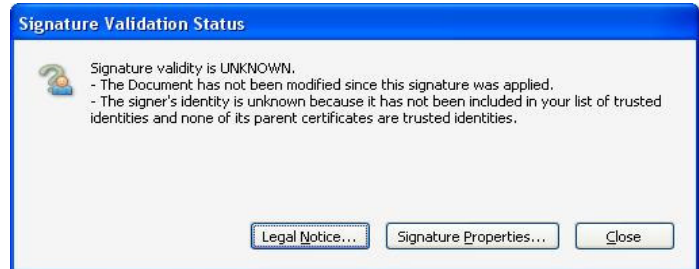 Signature Validation Status
Signature validity is UNKNOWN.
- The Document has not been modified since this signature was applied.
- The signer's identity is unknown because it has not been included in your list of trusted
identities and none of its parent certificates are trusted identities.
Legal Notice... Signature Properties... Close